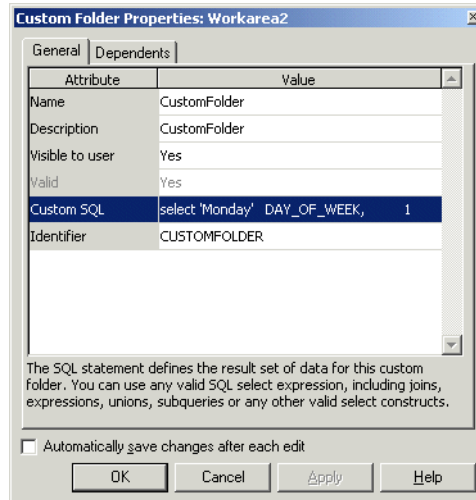 Custom Folder Properties: Workarea2
General Dependents
Attribute Value
Name CustomFolder
Description CustomFolder
Visible to user Yes
Valid Yes
Custom SQL select 'Monday' DAY_OF_WEEK, 1
Identifier CUSTOMFOLDER
The SQL statement defines the result set of data for this custom
folder. You can use any valid SQL select expression, including joins,
expressions, unions, subqueries or any other valid select constructs.
Automatically save changes after each edit
OK Cancel Apply Help